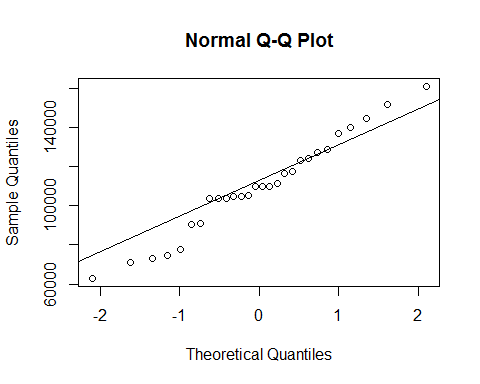 Normal Q-Q Plot
Sample Quantiles
140000
100000
60000
-2 -1 0 1 2
Theoretical Quantiles